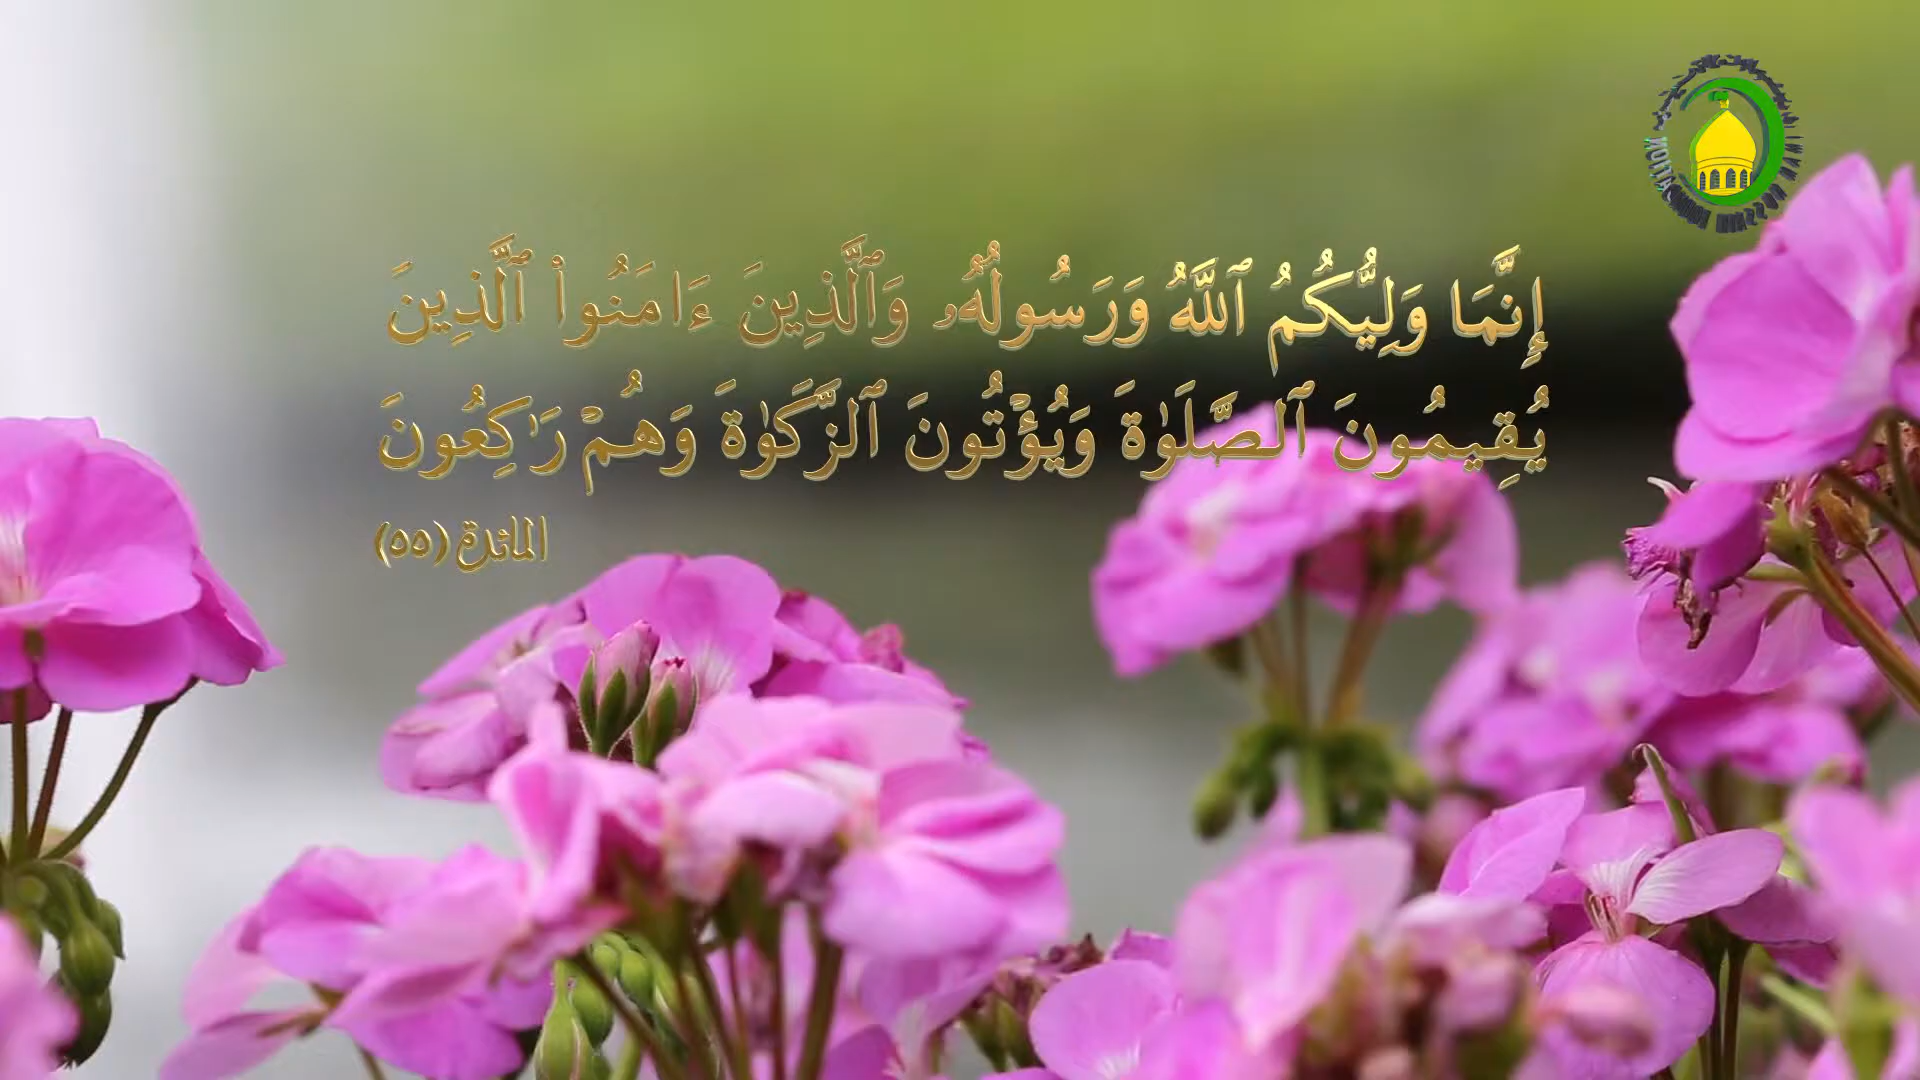 إِنَّمَا وَلِيُّكُمُ ٱللَّهُ وَرَسُولُهُۥ وَٱلَّذِينَ ءَامَنُوا۟ ٱلَّذِينَ
يُقِيمُونَ ٱلصَّلَوٰةَ وَيُؤْتُونَ ٱلزَّكَوٰةَ وَهُمْ رَٰكِعُونَ
المائدة (٥٥)